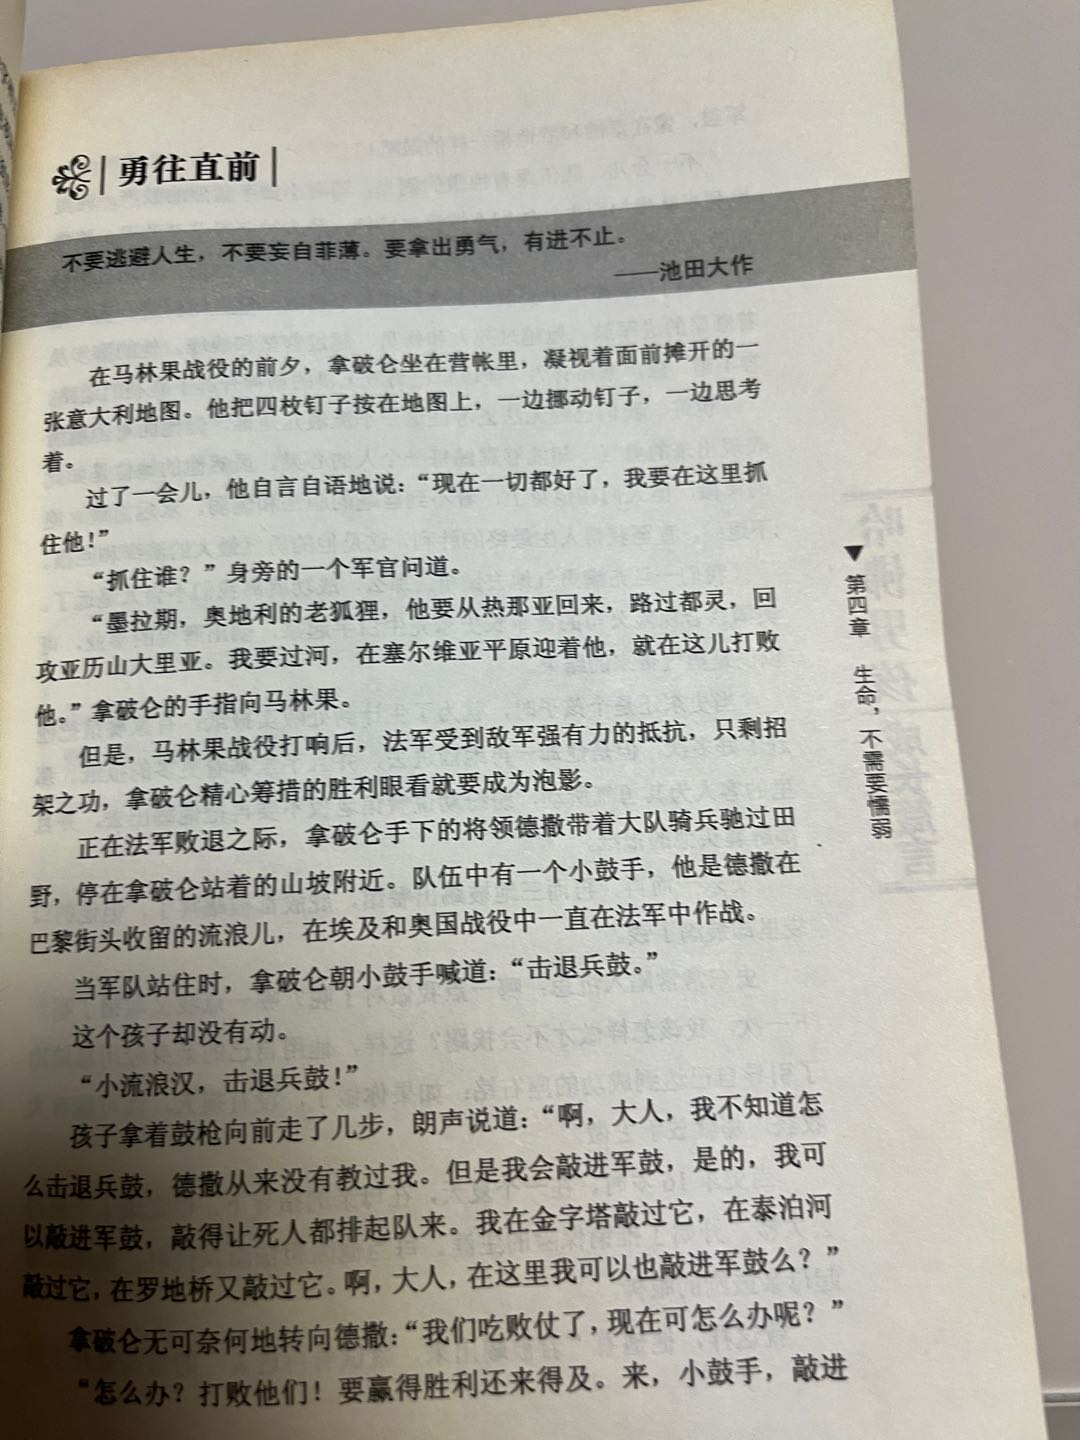 勇往直前
不要逃避人生，不要妄自菲薄。要拿出勇气，有进不止。
——池田大作
在马林果战役的前夕，拿破仑坐在营帐里，凝视着面前摊开的一
张意大利地图。他把四枚钉子按在地图上，一边挪动钉子，一边思考
着。
过了一会儿，他自言自语地说：“现在一切都好了，我要在这里抓
住他！”
“抓住谁？”身旁的一个军官问道。
“墨拉期，奥地利的老狐狸，他要从热那亚回来，路过都灵，回
攻亚历山大里亚。我要过河，在塞尔维亚平原迎着他，就在这儿打败
他。”拿破仑的手指向马林果。
但是，马林果战役打响后，法军受到敌军强有力的抵抗，只剩招
架之功，拿破仑精心筹措的胜利眼看就要成为泡影。
正在法军败退之际，拿破仑手下的将领德撒带着大队骑兵驰过田
野，停在拿破仑站着的山坡附近。队伍中有一个小鼓手，他是德撒在
巴黎街头收留的流浪儿，在埃及和奥国战役中一直在法军中作战。
当军队站住时，拿破仑朝小鼓手喊道：“击退兵鼓。”
这个孩子却没有动。
“小流浪汉，击退兵鼓！”
孩子拿着鼓枪向前走了几步，朗声说道：“啊，大人，我不知道怎
么击退兵鼓，德撒从来没有教过我。但是我会敲进军鼓，是的，我可
以敲进军鼓，敲得让死人都排起队来。我在金字塔敲过它，在泰泊河
敲过它，在罗地桥又敲过它。啊，大人，在这里我可以也敲进军鼓么？”
拿破仑无可奈何地转向德撒：“我们吃败仗了，现在可怎么办呢？”
“怎么办？打败他们！要赢得胜利还来得及。来，小鼓手，敲进
▼第四章 生命，不需要懦弱